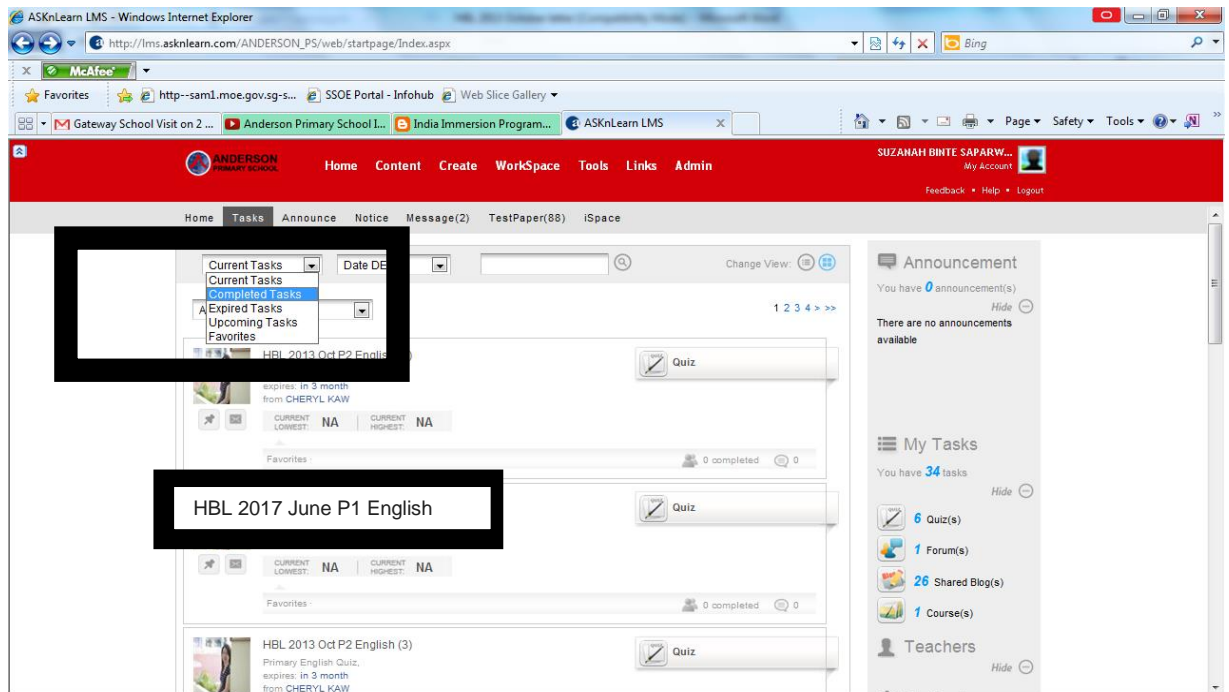 ASKnLearn LMS - Windows Internet Explorer
http://lms.asknlearn.com/ANDERSON_PS/web/startpage/Index.aspx
Bing
X McAfee
Favorites http--sam1.moe.gov.sg-s... SSOE Portal - Infohub Web Slice Gallery
Gateway School Visit on 2 ... Anderson Primary School I... India Immersion Program... ASKnLearn LMS X Page Safety Tools
ANDERSON PRIMARY SCHOOL
Home Content Create WorkSpace Tools Links Admin
SUZANAH BINTE SAPARW...
My Account
Feedback • Help • Logout
Home Tasks Announce Notice Message(2) TestPaper(88) iSpace
Current Tasks Date DE
Change View:
Current Tasks
Completed Tasks
Expired Tasks
Upcoming Tasks
Favorites
1 2 3 4 > >>
HBL 2013 Oct P2 Englis
Quiz
expires: in 3 month
from CHERYL KAW
CURRENT LOWEST: NA CURRENT HIGHEST: NA
Favorites
0 completed 0
HBL 2017 June P1 English
Quiz
CURRENT LOWEST: NA CURRENT HIGHEST: NA
Favorites
0 completed 0
HBL 2013 Oct P2 English (3)
Primary English Quiz,
expires: in 3 month
from CHERYL KAW
Quiz
Announcement
You have 0 announcement(s)
Hide
There are no announcements
available
My Tasks
You have 34 tasks
Hide
6 Quiz(s)
1 Forum(s)
26 Shared Blog(s)
1 Course(s)
Teachers
Hide